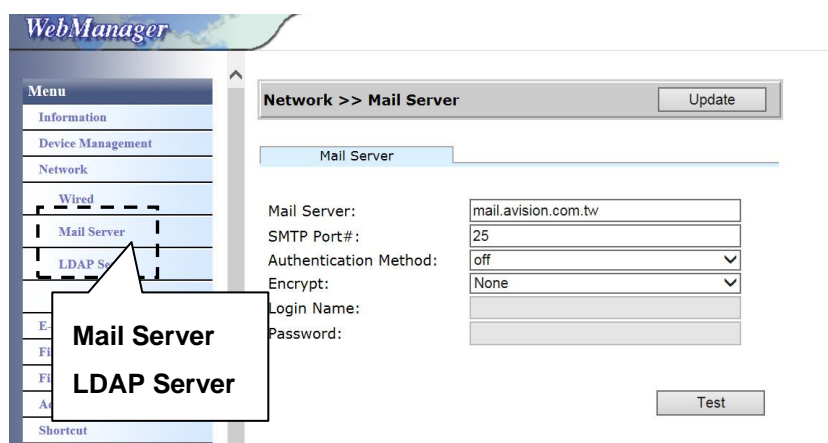 WebManager
Menu
Information
Device Management
Network
Wired
Mail Server
LDAP
Shortcut
Mail Server
LDAP Server
Network >> Mail Server
Update
Mail Server
Mail Server: mail.avision.com.tw
SMTP Port#: 25
Authentication Method: off
Encrypt: None
Login Name:
Password:
Test